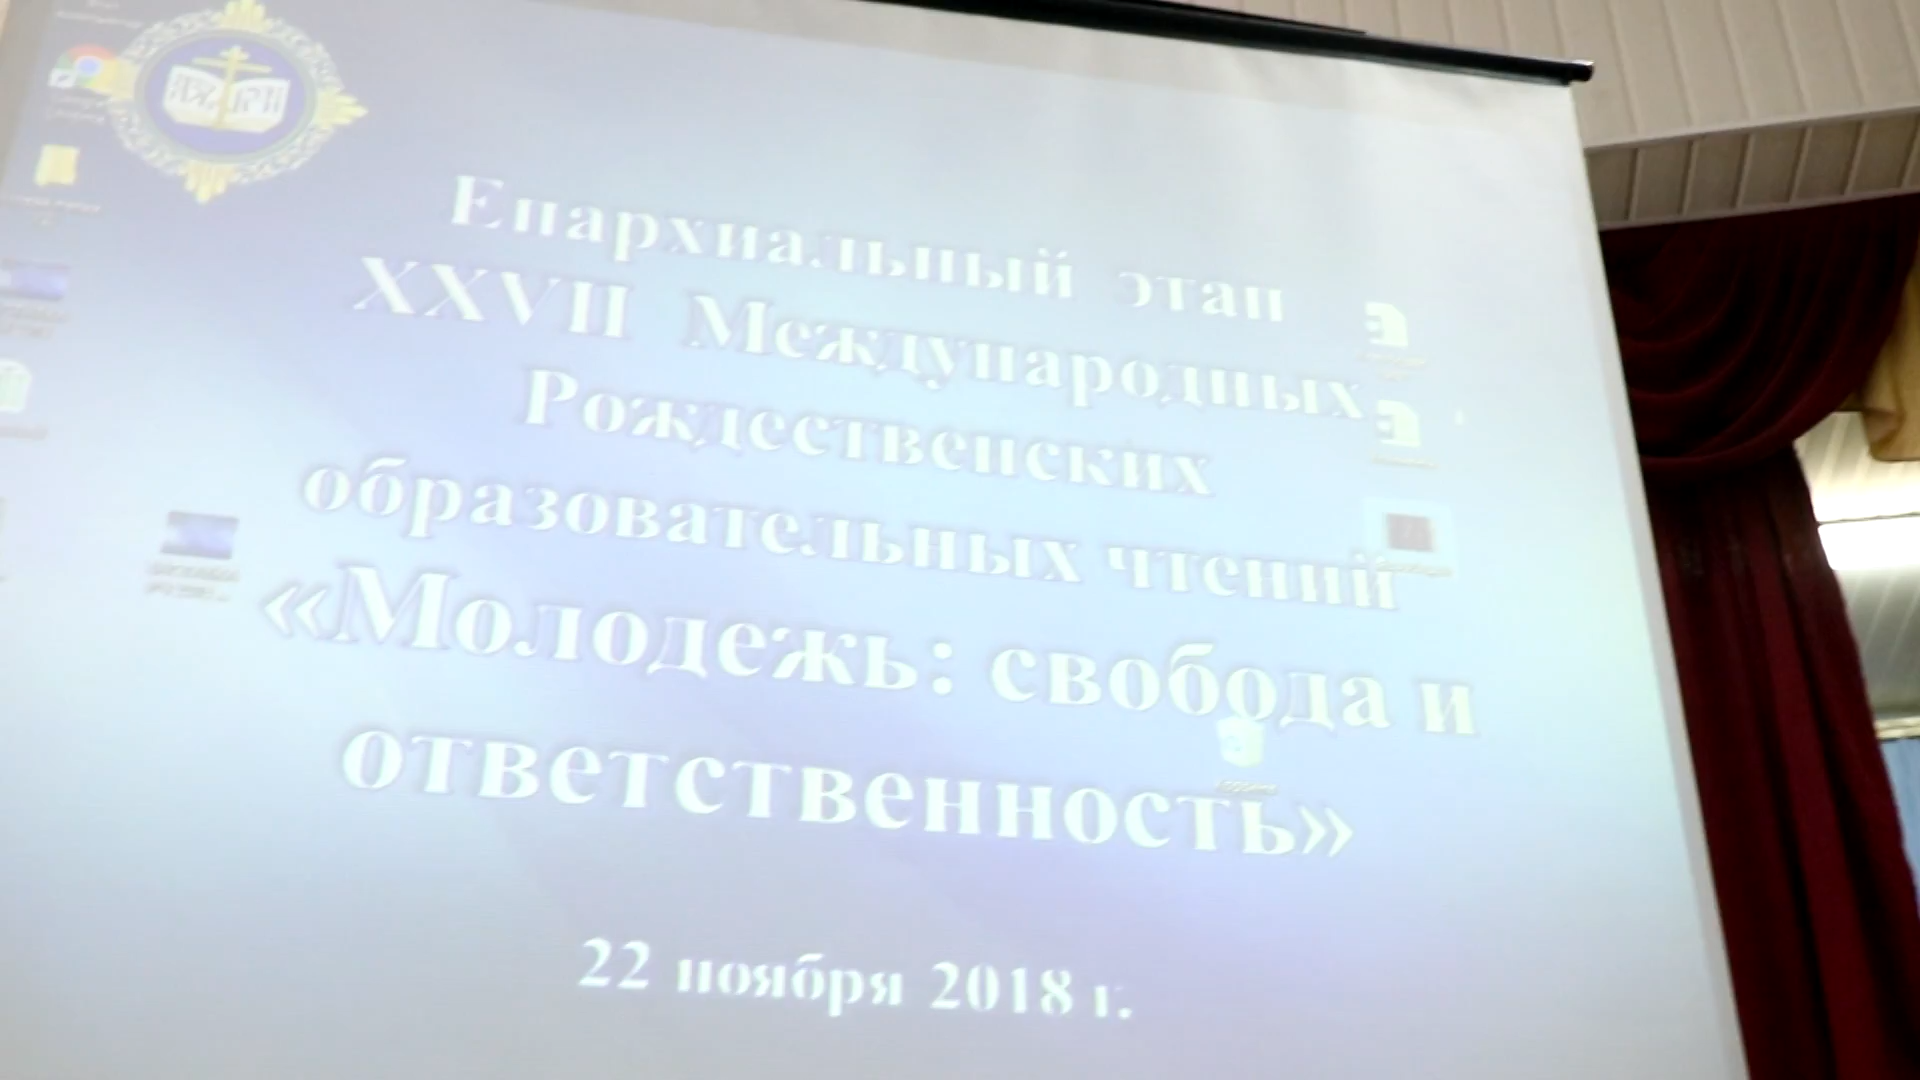 Епархиальный этап
XXVII Международных
Рождественских
образовательных чтений
«Молодежь: свобода и
ответственность»
22 ноября 2018 г.